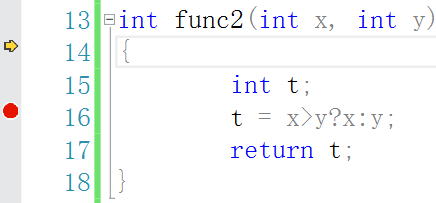 13 int func2(int x, int y)
14 {
15 int t;
16 t = x>y?x:y;
17 return t;
18 }